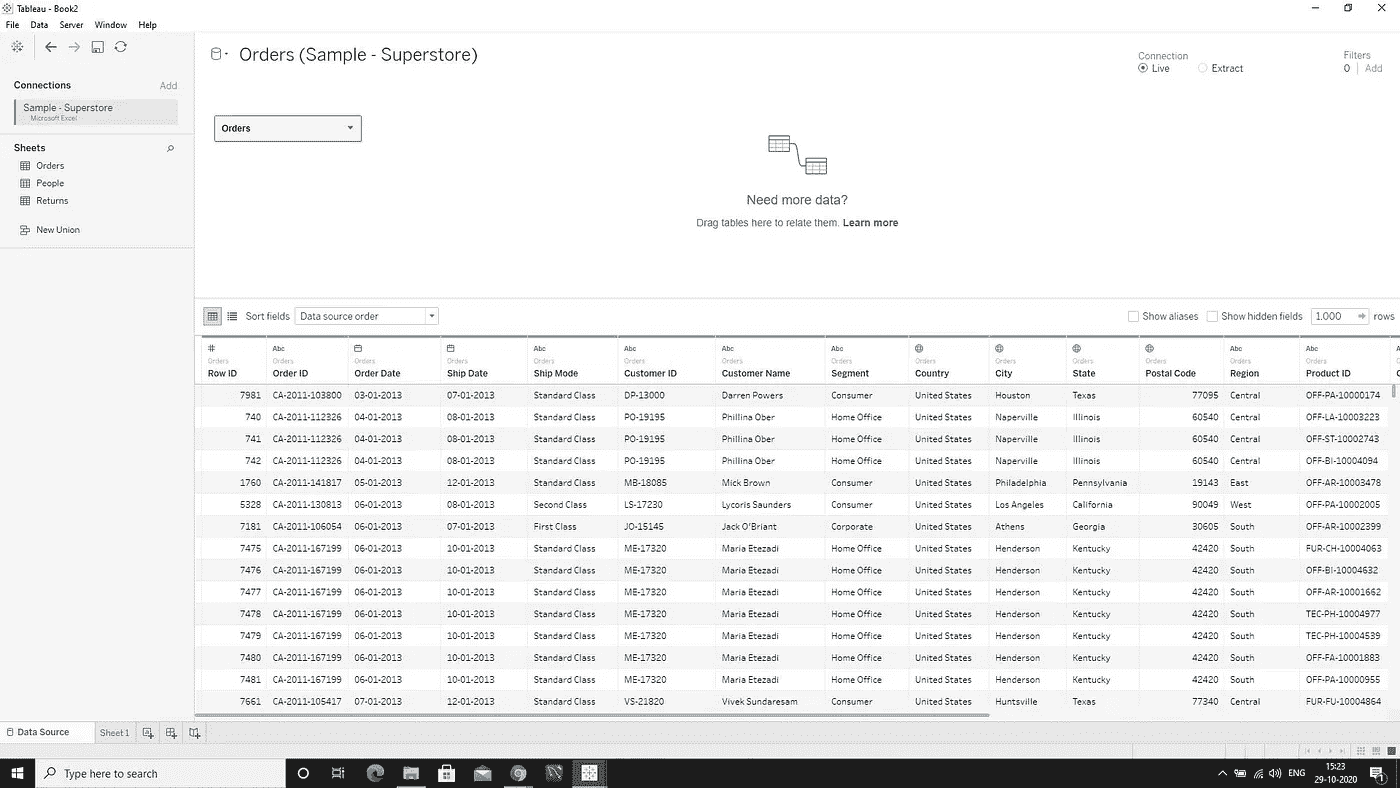 Tableau - Book2
File Data Server Window Help
Connections Add
Sample - Superstore
Microsoft Excel
Sheets
Orders
People
Returns
New Union
Orders (Sample - Superstore)
Connection
Live Extract
Filters
0 | Add
Orders
Need more data?
Drag tables here to relate them. Learn more
Sort fields Data source order Show aliases Show hidden fields 1.000 rows
# Abc Abc Abc Abc Abc Abc Abc
Orders Orders Orders Orders Orders Orders Orders Orders Orders Orders Orders Orders Orders Orders
Row ID Order ID Order Date Ship Date Ship Mode Customer ID Customer Name Segment Country City State Postal Code Region Product ID
7981 CA-2011-103800 03-01-2013 07-01-2013 Standard Class DP-13000 Darren Powers Consumer United States Houston Texas 77095 Central OFF-PA-10000174
740 CA-2011-112326 04-01-2013 08-01-2013 Standard Class PO-19195 Phillina Ober Home Office United States Naperville Illinois 60540 Central OFF-LA-10003223
741 CA-2011-112326 04-01-2013 08-01-2013 Standard Class PO-19195 Phillina Ober Home Office United States Naperville Illinois 60540 Central OFF-ST-10002743
742 CA-2011-112326 04-01-2013 08-01-2013 Standard Class PO-19195 Phillina Ober Home Office United States Naperville Illinois 60540 Central OFF-BI-10004094
1760 CA-2011-141817 05-01-2013 12-01-2013 Standard Class MB-18085 Mick Brown Consumer United States Philadelphia Pennsylvania 19143 East OFF-AR-10003478
5328 CA-2011-130813 06-01-2013 08-01-2013 Second Class LS-17230 Lycoris Saunders Consumer United States Los Angeles California 90049 West OFF-PA-10002005
7181 CA-2011-106054 06-01-2013 07-01-2013 First Class JO-15145 Jack O'Briant Corporate United States Athens Georgia 30605 South OFF-AR-10002399
7475 CA-2011-167199 06-01-2013 10-01-2013 Standard Class ME-17320 Maria Etezadi Home Office United States Henderson Kentucky 42420 South FUR-CH-10004063
7476 CA-2011-167199 06-01-2013 10-01-2013 Standard Class ME-17320 Maria Etezadi Home Office United States Henderson Kentucky 42420 South OFF-BI-10004632
7477 CA-2011-167199 06-01-2013 10-01-2013 Standard Class ME-17320 Maria Etezadi Home Office United States Henderson Kentucky 42420 South OFF-AR-10001662
7478 CA-2011-167199 06-01-2013 10-01-2013 Standard Class ME-17320 Maria Etezadi Home Office United States Henderson Kentucky 42420 South TEC-PH-10004977
7479 CA-2011-167199 06-01-2013 10-01-2013 Standard Class ME-17320 Maria Etezadi Home Office United States Henderson Kentucky 42420 South TEC-PH-10004539
7480 CA-2011-167199 06-01-2013 10-01-2013 Standard Class ME-17320 Maria Etezadi Home Office United States Henderson Kentucky 42420 South OFF-FA-10001883
7481 CA-2011-167199 06-01-2013 10-01-2013 Standard Class ME-17320 Maria Etezadi Home Office United States Henderson Kentucky 42420 South OFF-PA-10000955
7661 CA-2011-105417 07-01-2013 12-01-2013 Standard Class VS-21820 Vivek Sundaresam Consumer United States Huntsville Texas 77340 Central FUR-FU-10004864
Data Source Sheet 1
Type here to search
ENG
15:23
29-10-2020
1